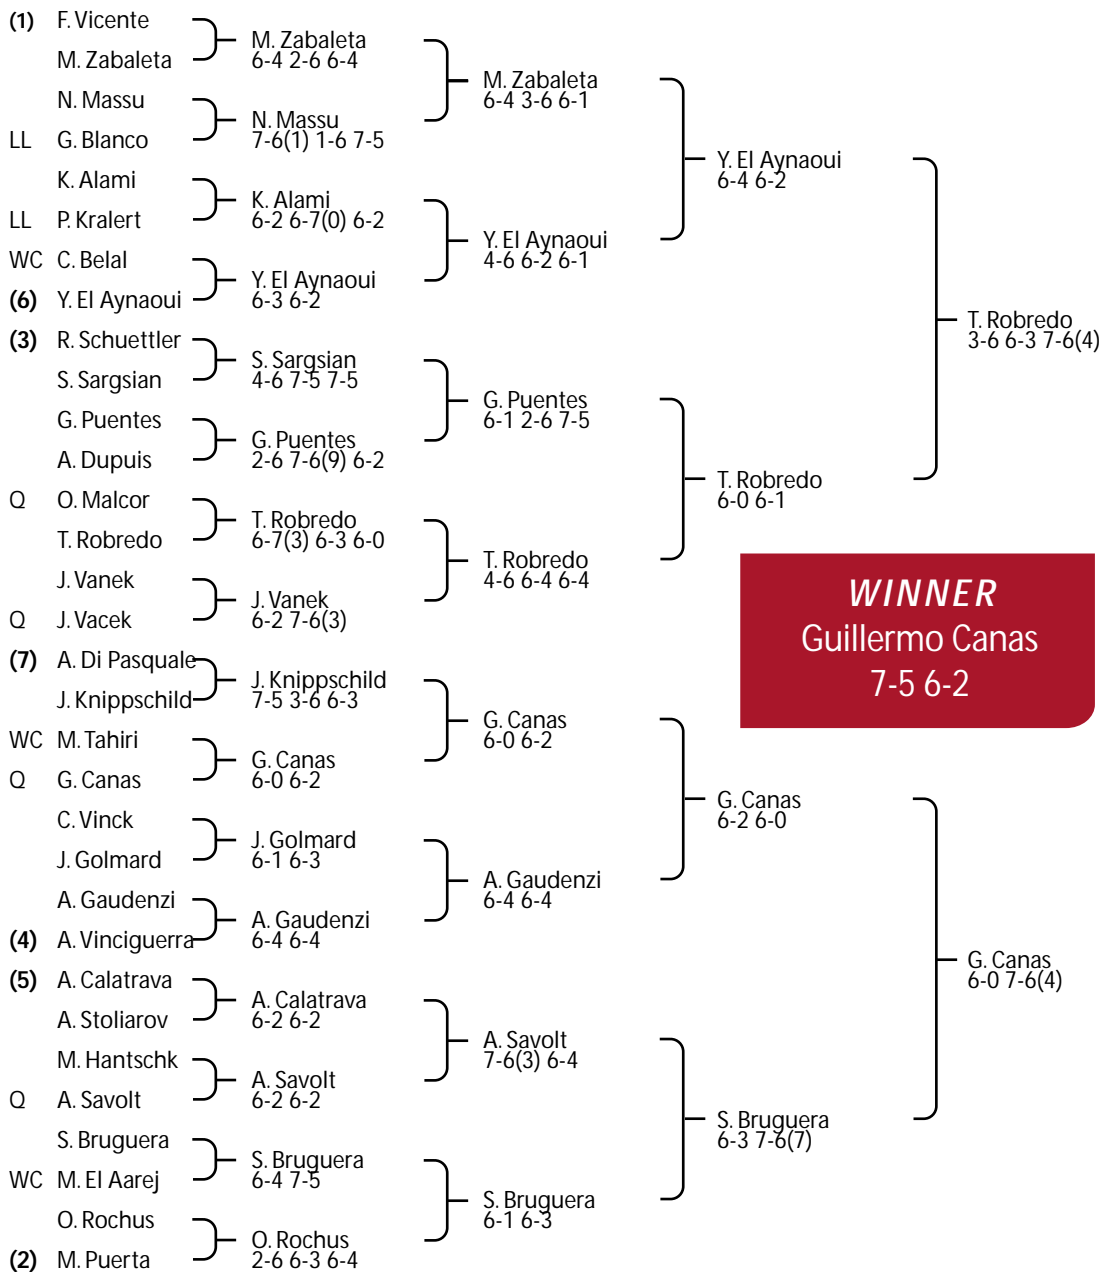 (1) F. Vicente
M. Zabaleta
N. Massu
LL G. Blanco
K. Alami
LL P. Kralert
WC C. Belal
(6) Y. El Aynaoui
(3) R. Schuettler
S. Sargsian
G. Puentes
A. Dupuis
Q O. Malcor
T. Robredo
J. Vanek
Q J. Vacek
(7) A. Di Pasquale
J. Knippschild
WC M. Tahiri
Q G. Canas
C. Vinck
J. Golmard
A. Gaudenzi
(4) A. Vinciguerra
(5) A. Calatrava
A. Stoliarov
M. Hantschk
Q A. Savolt
S. Bruguera
WC M. El Aarej
O. Rochus
(2) M. Puerta
M. Zabaleta
6-4 2-6 6-4
N. Massu
7-6(1) 1-6 7-5
K. Alami
6-2 6-7(0) 6-2
Y. El Aynaoui
6-3 6-2
S. Sargsian
4-6 7-5 7-5
G. Puentes
2-6 7-6(9) 6-2
T. Robredo
6-7(3) 6-3 6-0
J. Vanek
6-2 7-6(3)
J. Knippschild
7-5 3-6 6-3
G. Canas
6-0 6-2
J. Golmard
6-1 6-3
A. Gaudenzi
6-4 6-4
A. Calatrava
6-2 6-2
A. Savolt
6-2 6-2
S. Bruguera
6-4 7-5
O. Rochus
2-6 6-3 6-4
M. Zabaleta
6-4 3-6 6-1
Y. El Aynaoui
4-6 6-2 6-1
G. Puentes
6-1 2-6 7-5
T. Robredo
4-6 6-4 6-4
G. Canas
6-0 6-2
A. Gaudenzi
6-4 6-4
A. Savolt
7-6(3) 6-4
S. Bruguera
6-1 6-3
Y. El Aynaoui
6-4 6-2
T. Robredo
6-0 6-1
G. Canas
6-2 6-0
S. Bruguera
6-3 7-6(7)
T. Robredo
3-6 6-3 7-6(4)
G. Canas
6-0 7-6(4)
WINNER
Guillermo Canas
7-5 6-2